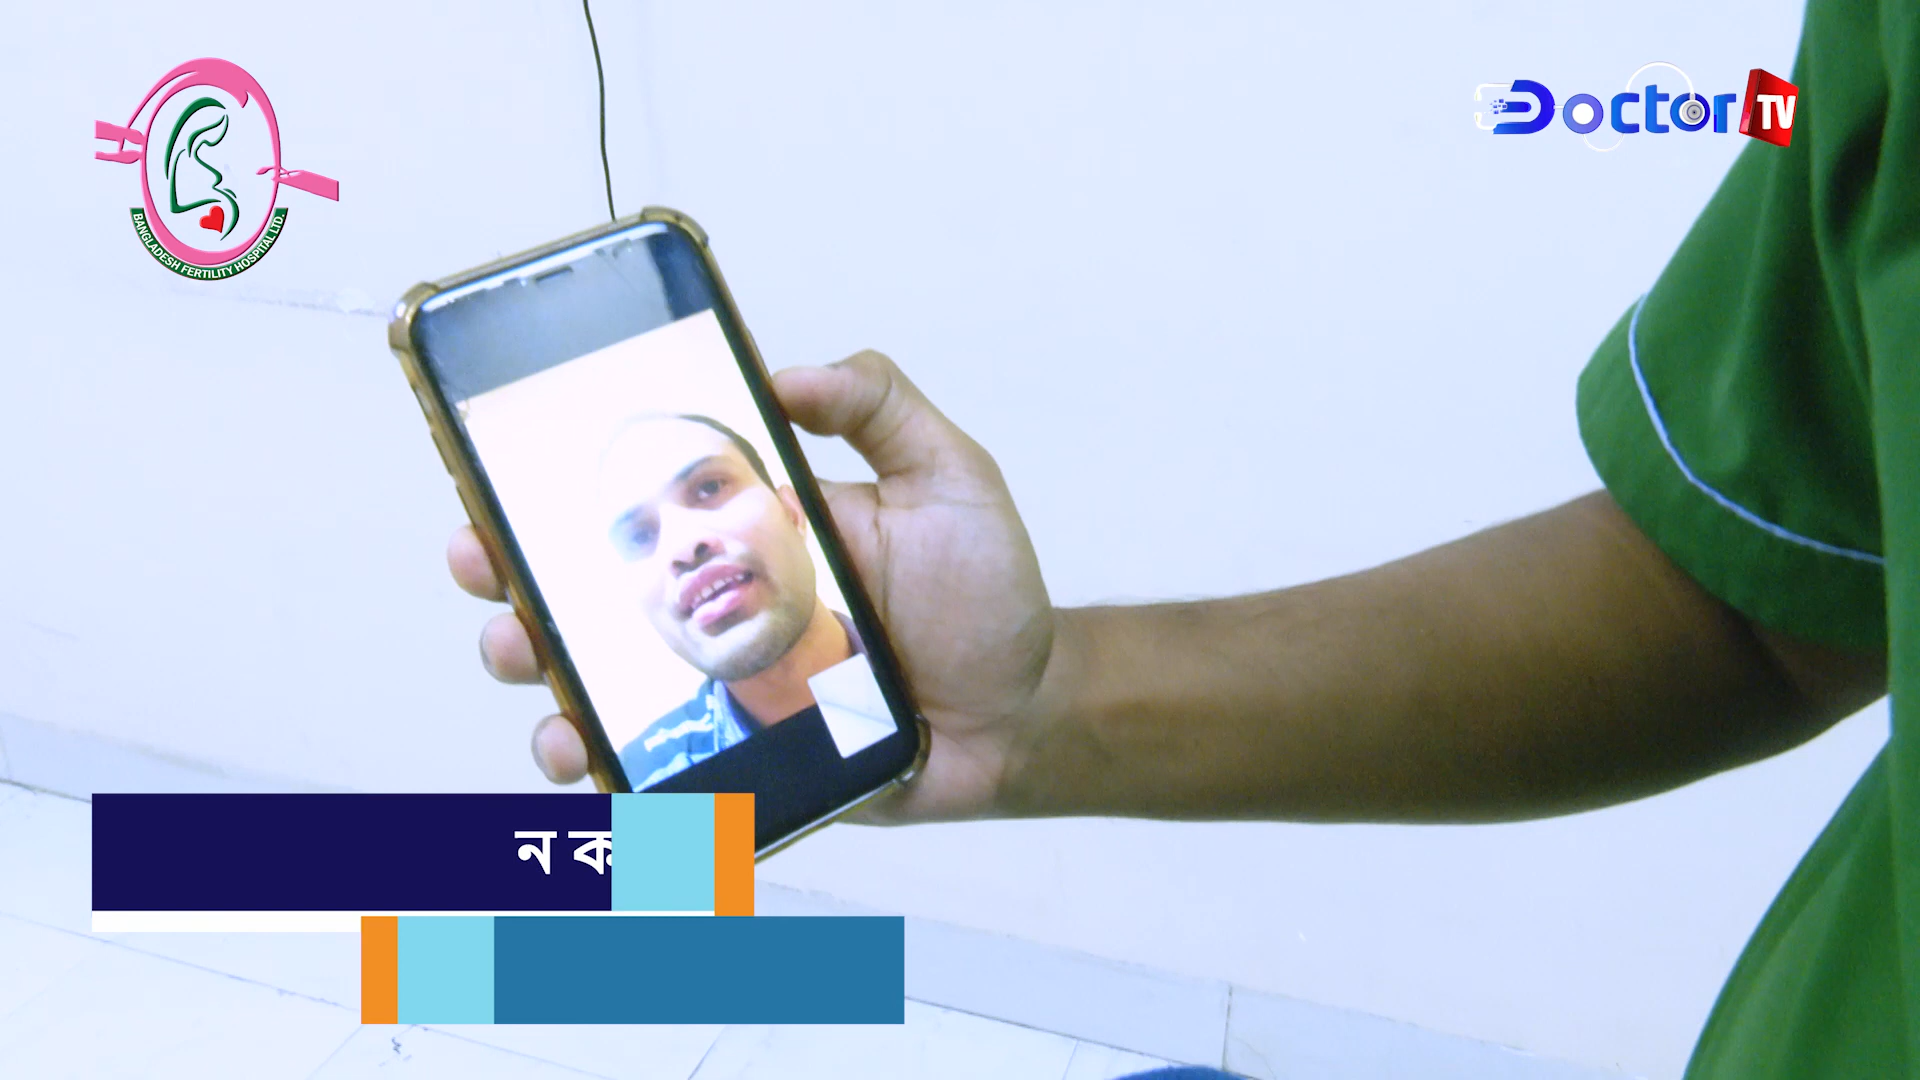 BANGLADESH FERTILITY HOSPITAL LTD.
Doctor TV
ন ক